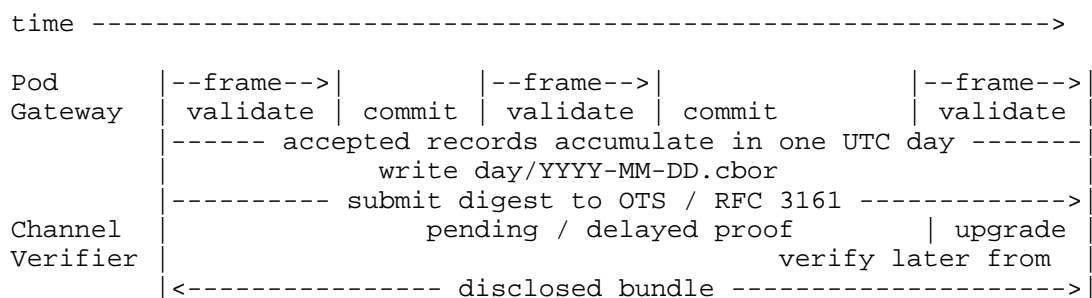 time ------------------------------------------------------------>
Pod |--frame-->| |--frame-->| |--frame-->|
Gateway | validate | commit | validate | commit | validate |
|------ accepted records accumulate in one UTC day -------|
| write day/YYYY-MM-DD.cbor |
|---------- submit digest to OTS / RFC 3161 ------------->
Channel | pending / delayed proof | upgrade |
Verifier | verify later from |
|<---------------- disclosed bundle --------------------->|